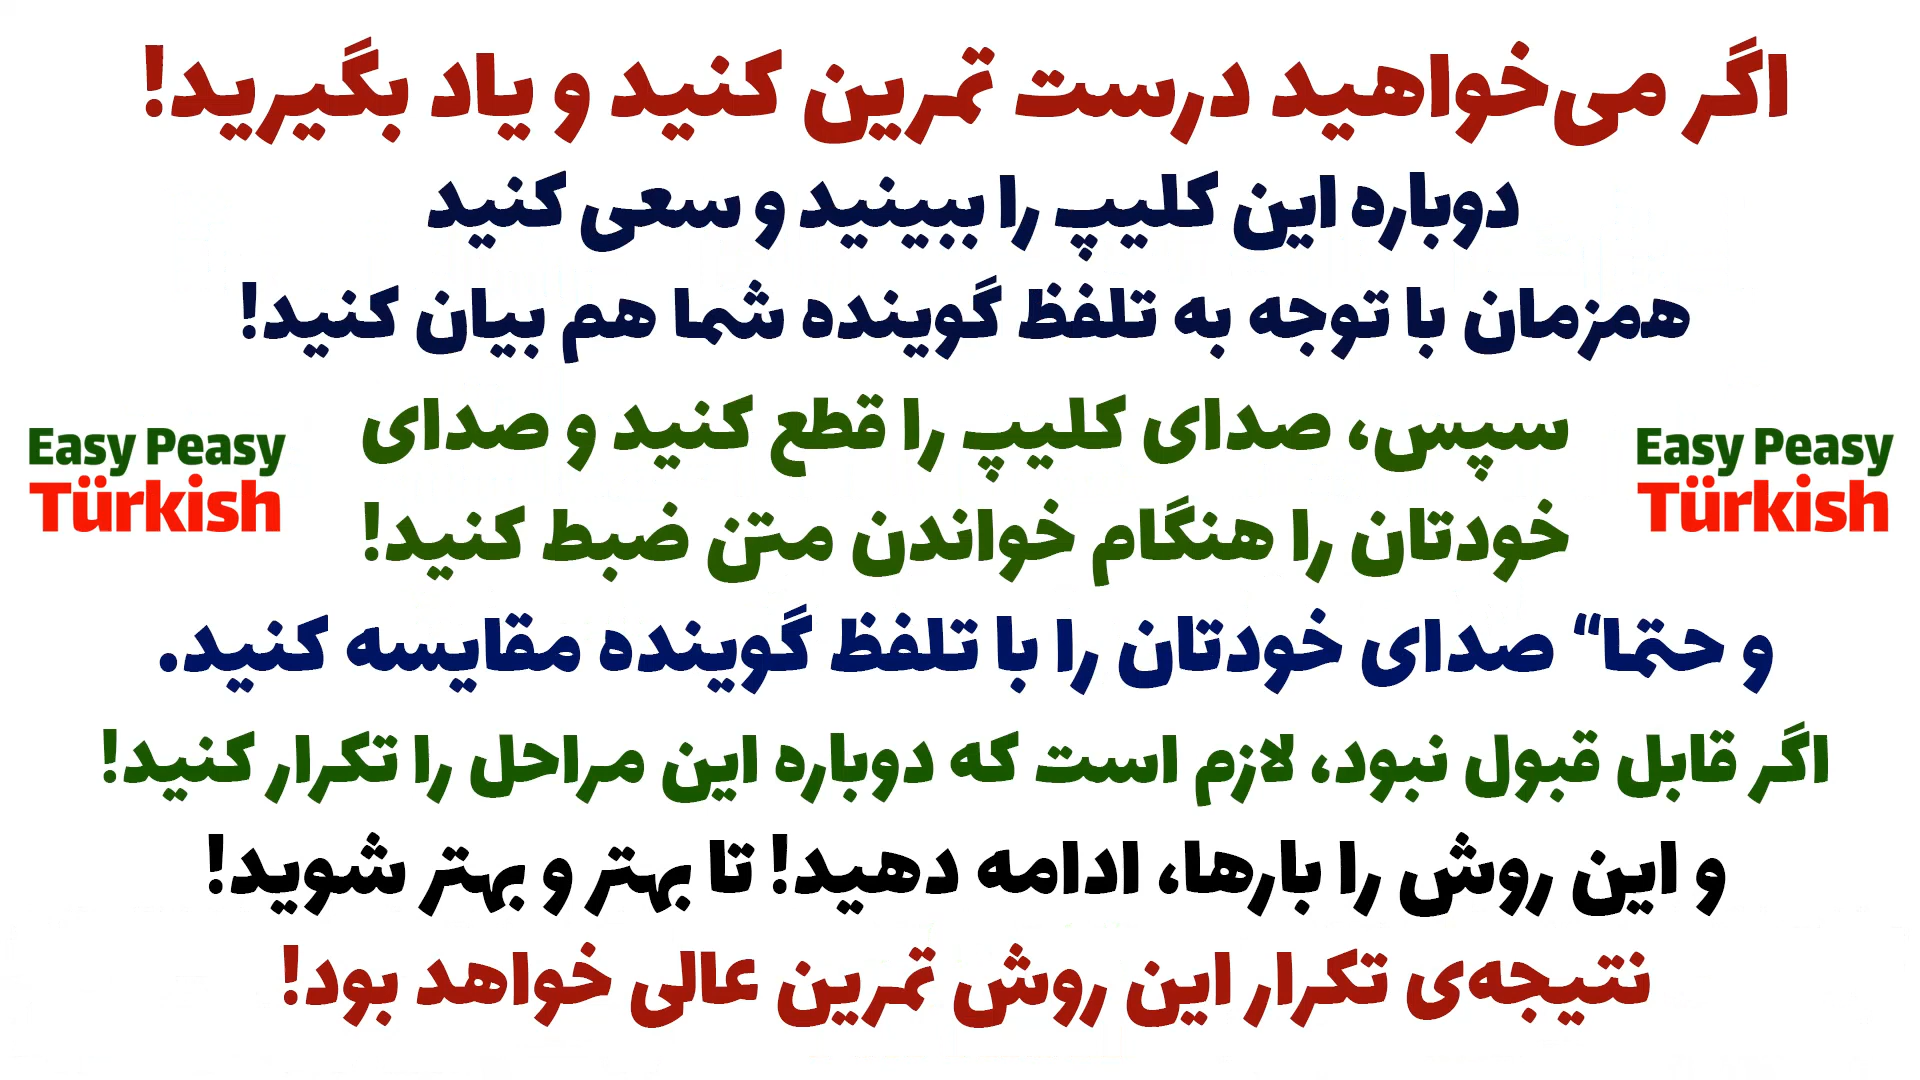 اگر می‌خواهید درست تمرین کنید و یاد بگیرید!
دوباره این کلیپ را ببینید و سعی کنید
همزمان با توجه به تلفظ گوینده شما هم بیان کنید!
سپس، صدای کلیپ را قطع کنید و صدای
خودتان را هنگام خواندن متن ضبط کنید!
Easy Peasy
Türkish
Easy Peasy
Türkish
و حتما“ صدای خودتان را با تلفظ گوینده مقایسه کنید.
اگر قابل قبول نبود، لازم است که دوباره این مراحل را تکرار کنید!
و این روش را بارها، ادامه دهید! تا بهتر و بهتر شوید!
نتیجه‌ی تکرار این روش تمرین عالی خواهد بود!